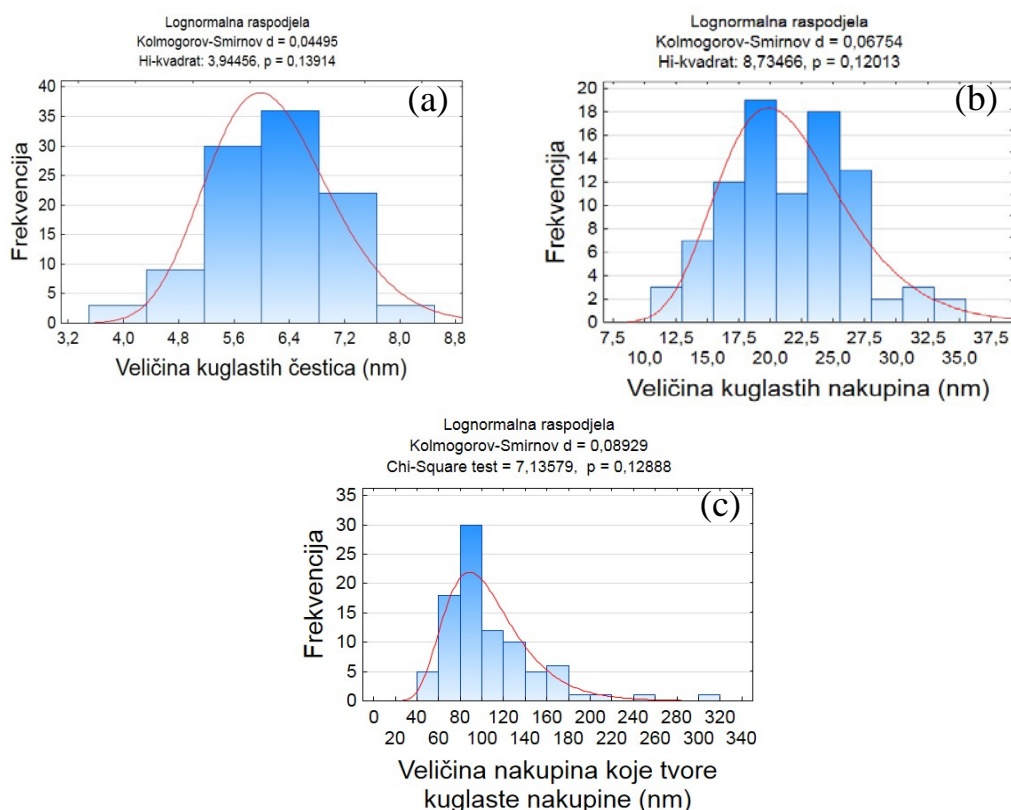 Lognormalna raspodjela
Kolmogorov-Smirnov d = 0,04495
Hi-kvadrat: 3,94456, p = 0,13914
(a)
Frekvencija
40
35
30
25
20
15
10
5
0
3,2 4,0 4,8 5,6 6,4 7,2 8,0 8,8
Veličina kuglastih čestica (nm)
Lognormalna raspodjela
Kolmogorov-Smirnov d = 0,06754
Hi-kvadrat: 8,73466, p = 0,12013
(b)
Frekvencija
20
18
16
14
12
10
8
6
4
2
0
7,5 12,5 17,5 22,5 27,5 32,5 37,5
10,0 15,0 20,0 25,0 30,0 35,0
Veličina kuglastih nakupina (nm)
Lognormalna raspodjela
Kolmogorov-Smirnov d = 0,08929
Chi-Square test = 7,13579, p = 0,12888
(c)
Frekvencija
35
30
25
20
15
10
5
0
0 40 80 120 160 200 240 280 320
20 60 100 140 180 220 260 300 340
Veličina nakupina koje tvore
kuglaste nakupine (nm)